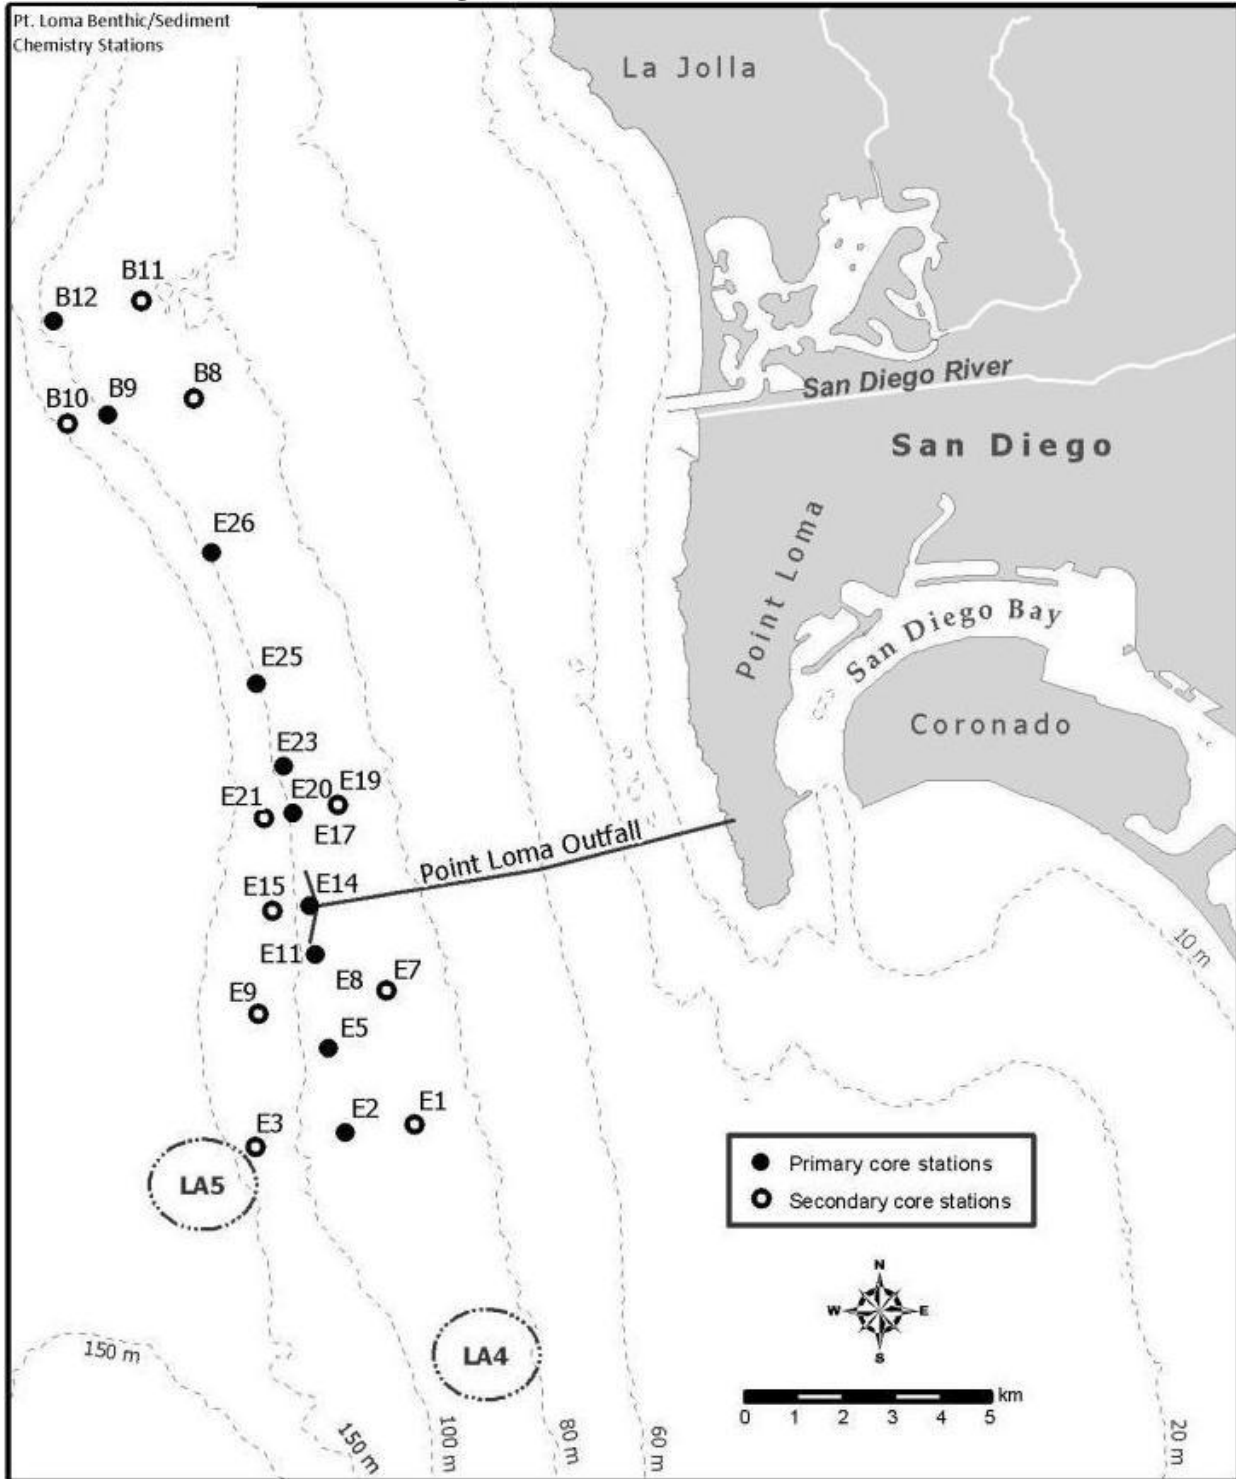 Pt. Loma Benthic/Sediment
Chemistry Stations
La Jolla
B11
B12
B8
B9
B10
San Diego River
San Diego
E26
Point Loma
San Diego Bay
E25
Coronado
E23
E19
E20
E21
E17
Point Loma Outfall
E14
E15
E11
10 m
E8
E7
E9
E5
E2
E1
E3
LA5
Primary core stations
Secondary core stations
N
W
E
S
LA4
150 m
km
0 1 2 3 4 5
150 m
100 m
80 m
60 m
20 m